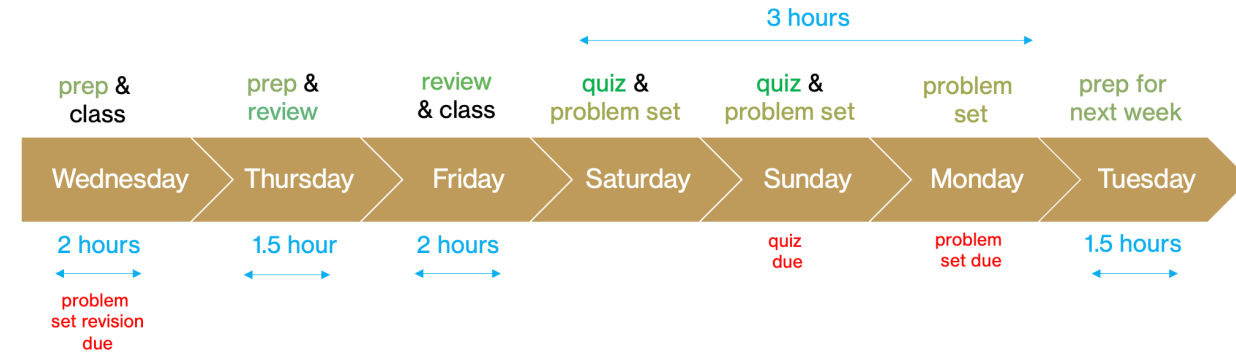 3 hours
prep &
class
prep &
review
review
& class
quiz &
problem set
quiz &
problem set
problem
set
prep for
next week
Wednesday
Thursday
Friday
Saturday
Sunday
Monday
Tuesday
2 hours
1.5 hour
2 hours
quiz
due
problem
set due
1.5 hours
problem
set revision
due